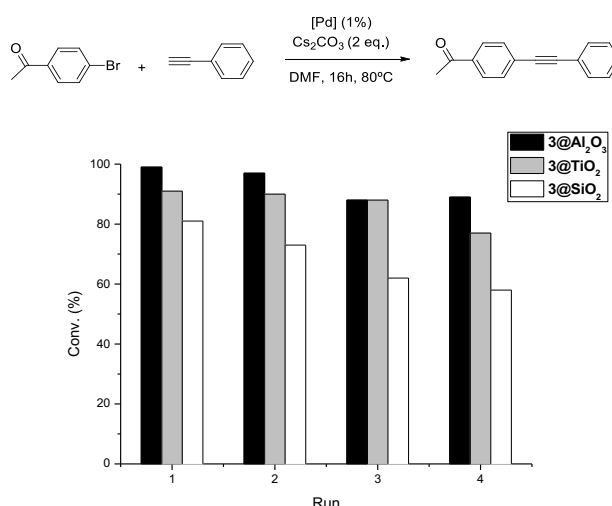 [Pd] (1%)
Cs₂CO₃ (2 eq.)
DMF, 16h, 80ºC
O
Br
+
O
3@Al₂O₃
3@TiO₂
3@SiO₂
100
80
60
40
20
0
Conv. (%)
1 2 3 4
Run